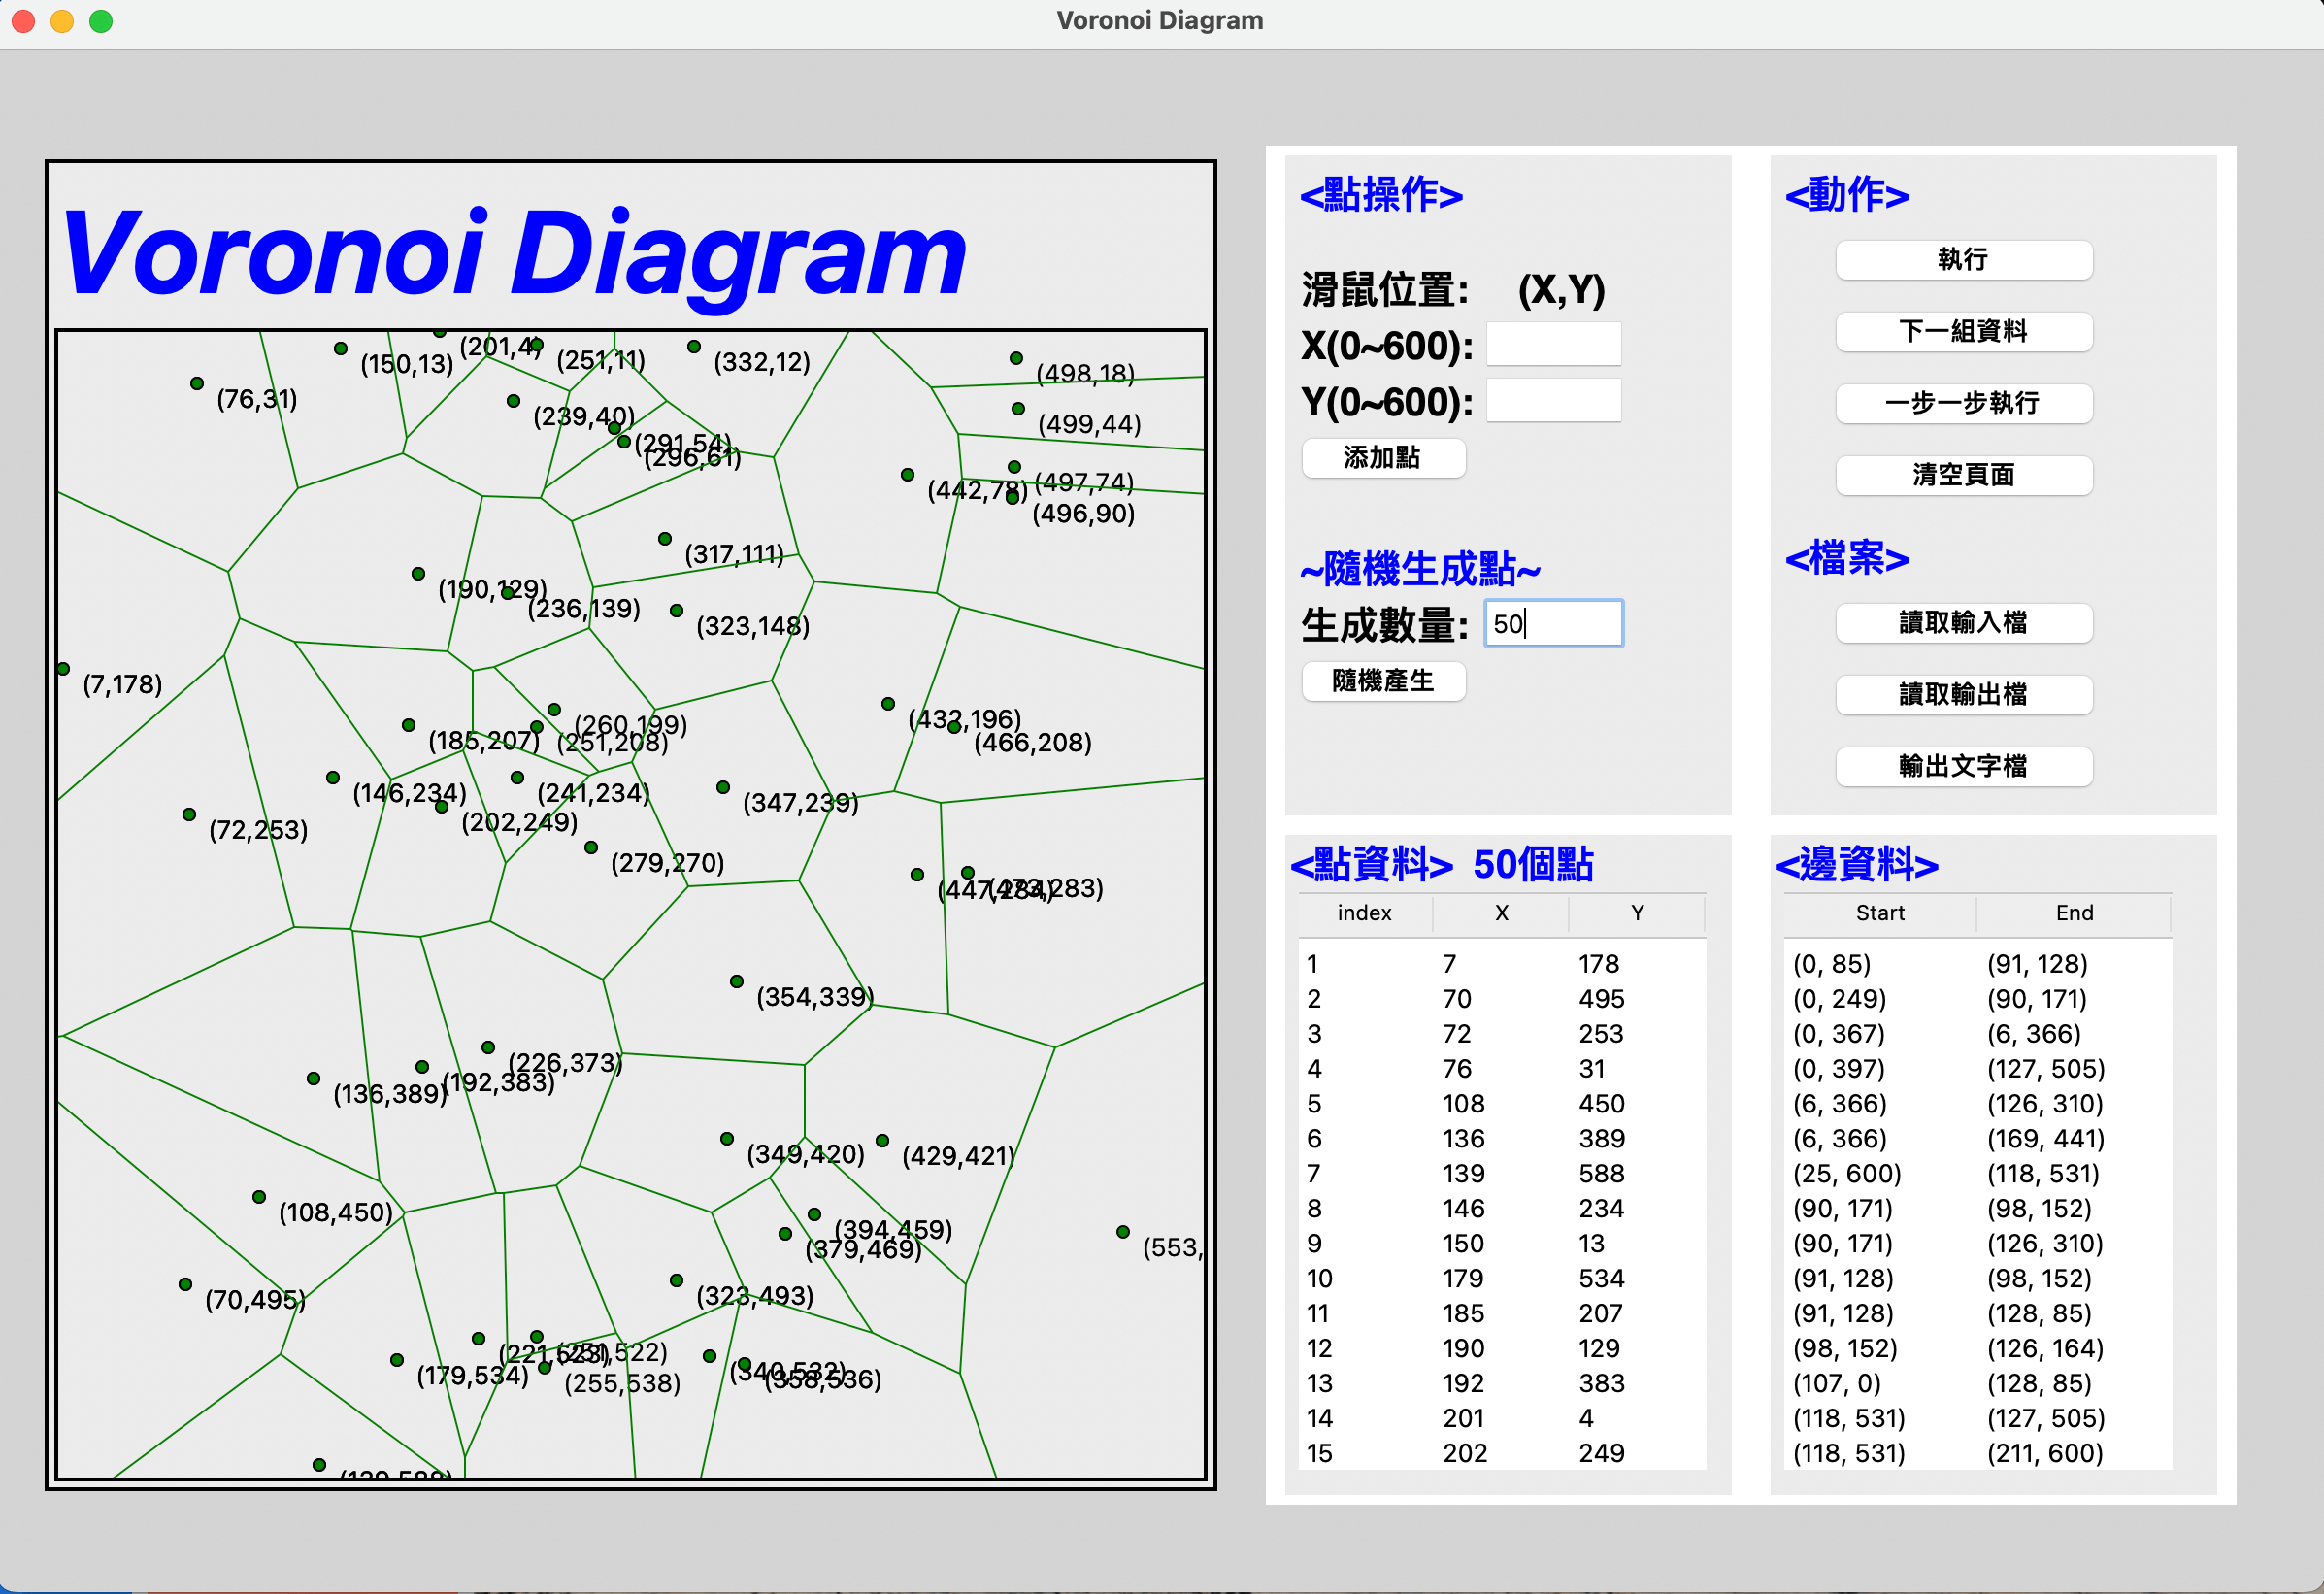 Voronoi Diagram
Voronoi Diagram
(150,13)
(201,4)
(251,11)
(332,12)
(498,18)
(76,31)
(239,40)
(499,44)
(291,54)
(296,61)
(442,78)
(497,74)
(496,90)
(317,111)
(190,129)
(236,139)
(323,148)
(7,178)
(260,199)
(432,196)
(185,207)
(251,208)
(466,208)
(146,234)
(241,234)
(347,239)
(72,253)
(202,249)
(279,270)
(447,284)
(473,283)
(354,339)
(226,373)
(192,383)
(136,389)
(349,420)
(429,421)
(108,450)
(394,459)
(379,469)
(553,
(70,495)
(323,493)
(221,523)
(251,522)
(179,534)
(255,538)
(340,532)
(358,536)
(139,588)
<點操作>
滑鼠位置: (X,Y)
X(0~600):
Y(0~600):
添加點
~隨機生成點~
生成數量: 50
隨機產生
<動作>
執行
下一組資料
一步一步執行
清空頁面
<檔案>
讀取輸入檔
讀取輸出檔
輸出文字檔
<點資料> 50個點
index X Y
1 7 178
2 70 495
3 72 253
4 76 31
5 108 450
6 136 389
7 139 588
8 146 234
9 150 13
10 179 534
11 185 207
12 190 129
13 192 383
14 201 4
15 202 249
<邊資料>
Start End
(0, 85) (91, 128)
(0, 249) (90, 171)
(0, 367) (6, 366)
(0, 397) (127, 505)
(6, 366) (126, 310)
(6, 366) (169, 441)
(25, 600) (118, 531)
(90, 171) (98, 152)
(90, 171) (126, 310)
(91, 128) (98, 152)
(91, 128) (128, 85)
(98, 152) (126, 164)
(107, 0) (128, 85)
(118, 531) (127, 505)
(118, 531) (211, 600)